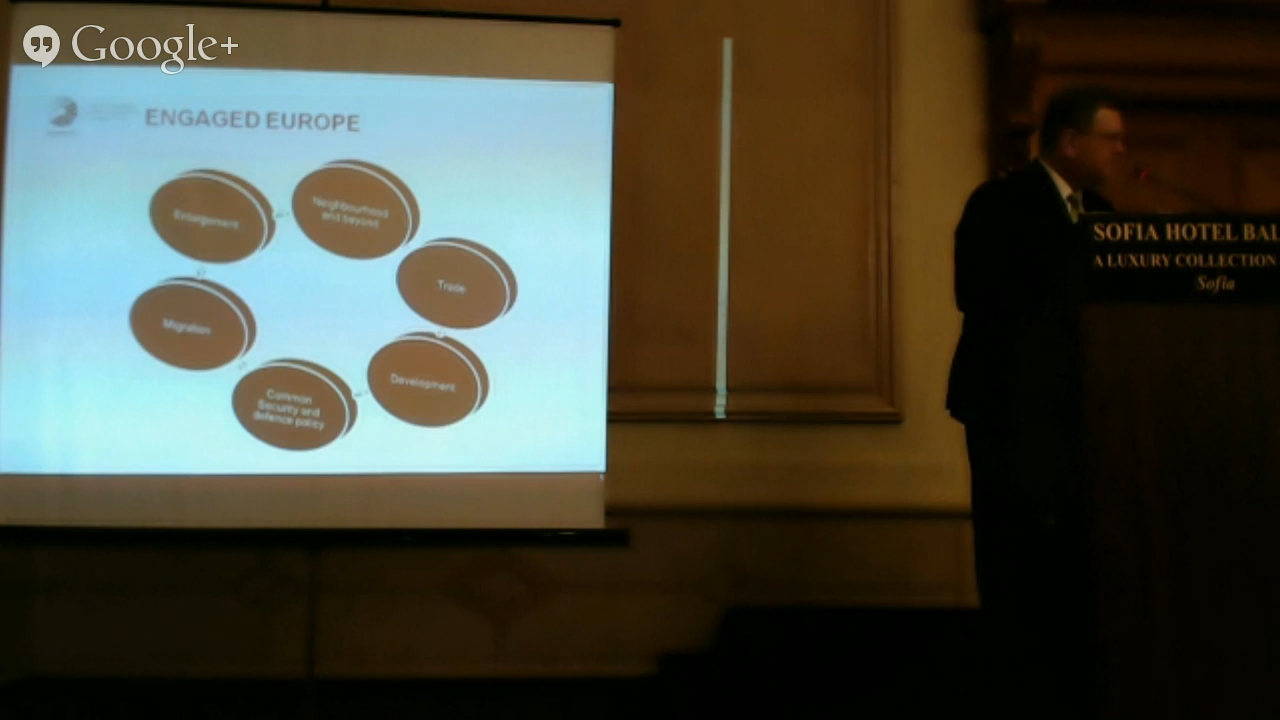 Google+
ENGAGED EUROPE
Enlargement
Neighbourhood
and beyond
Trade
Migration
Development
Common
Security and
defence policy
SOFIA HOTEL BAL
A LUXURY COLLECTION
Sofia